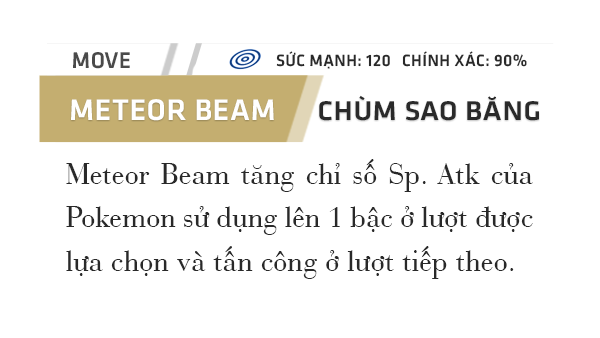 MOVE SỨC MẠNH: 120 CHÍNH XÁC: 90%
METEOR BEAM CHÙM SAO BĂNG
Meteor Beam tăng chỉ số Sp. Atk của
Pokemon sử dụng lên 1 bậc ở lượt được
lựa chọn và tấn công ở lượt tiếp theo.